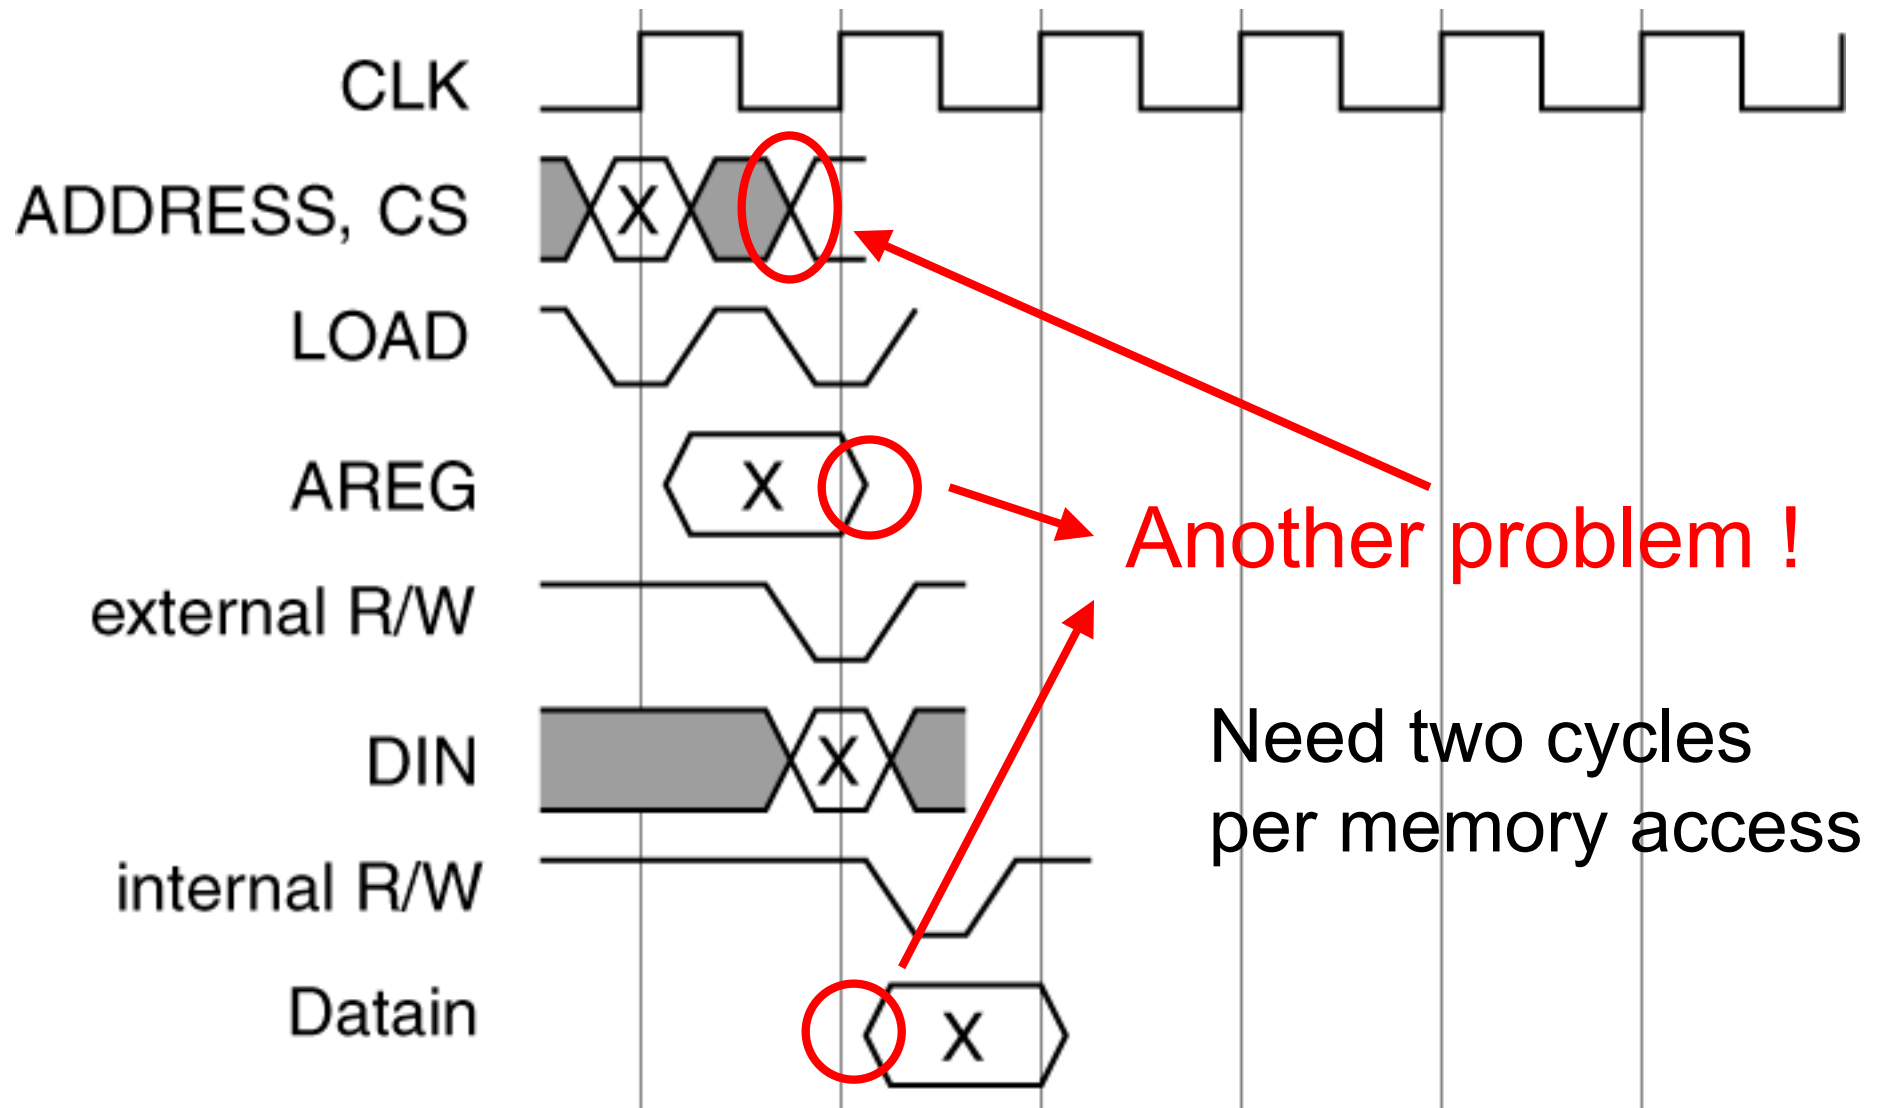 CLK
ADDRESS, CS
X
LOAD
AREG
X
Another problem !
external R/W
DIN
X
Need two cycles
per memory access
internal R/W
Datain
X